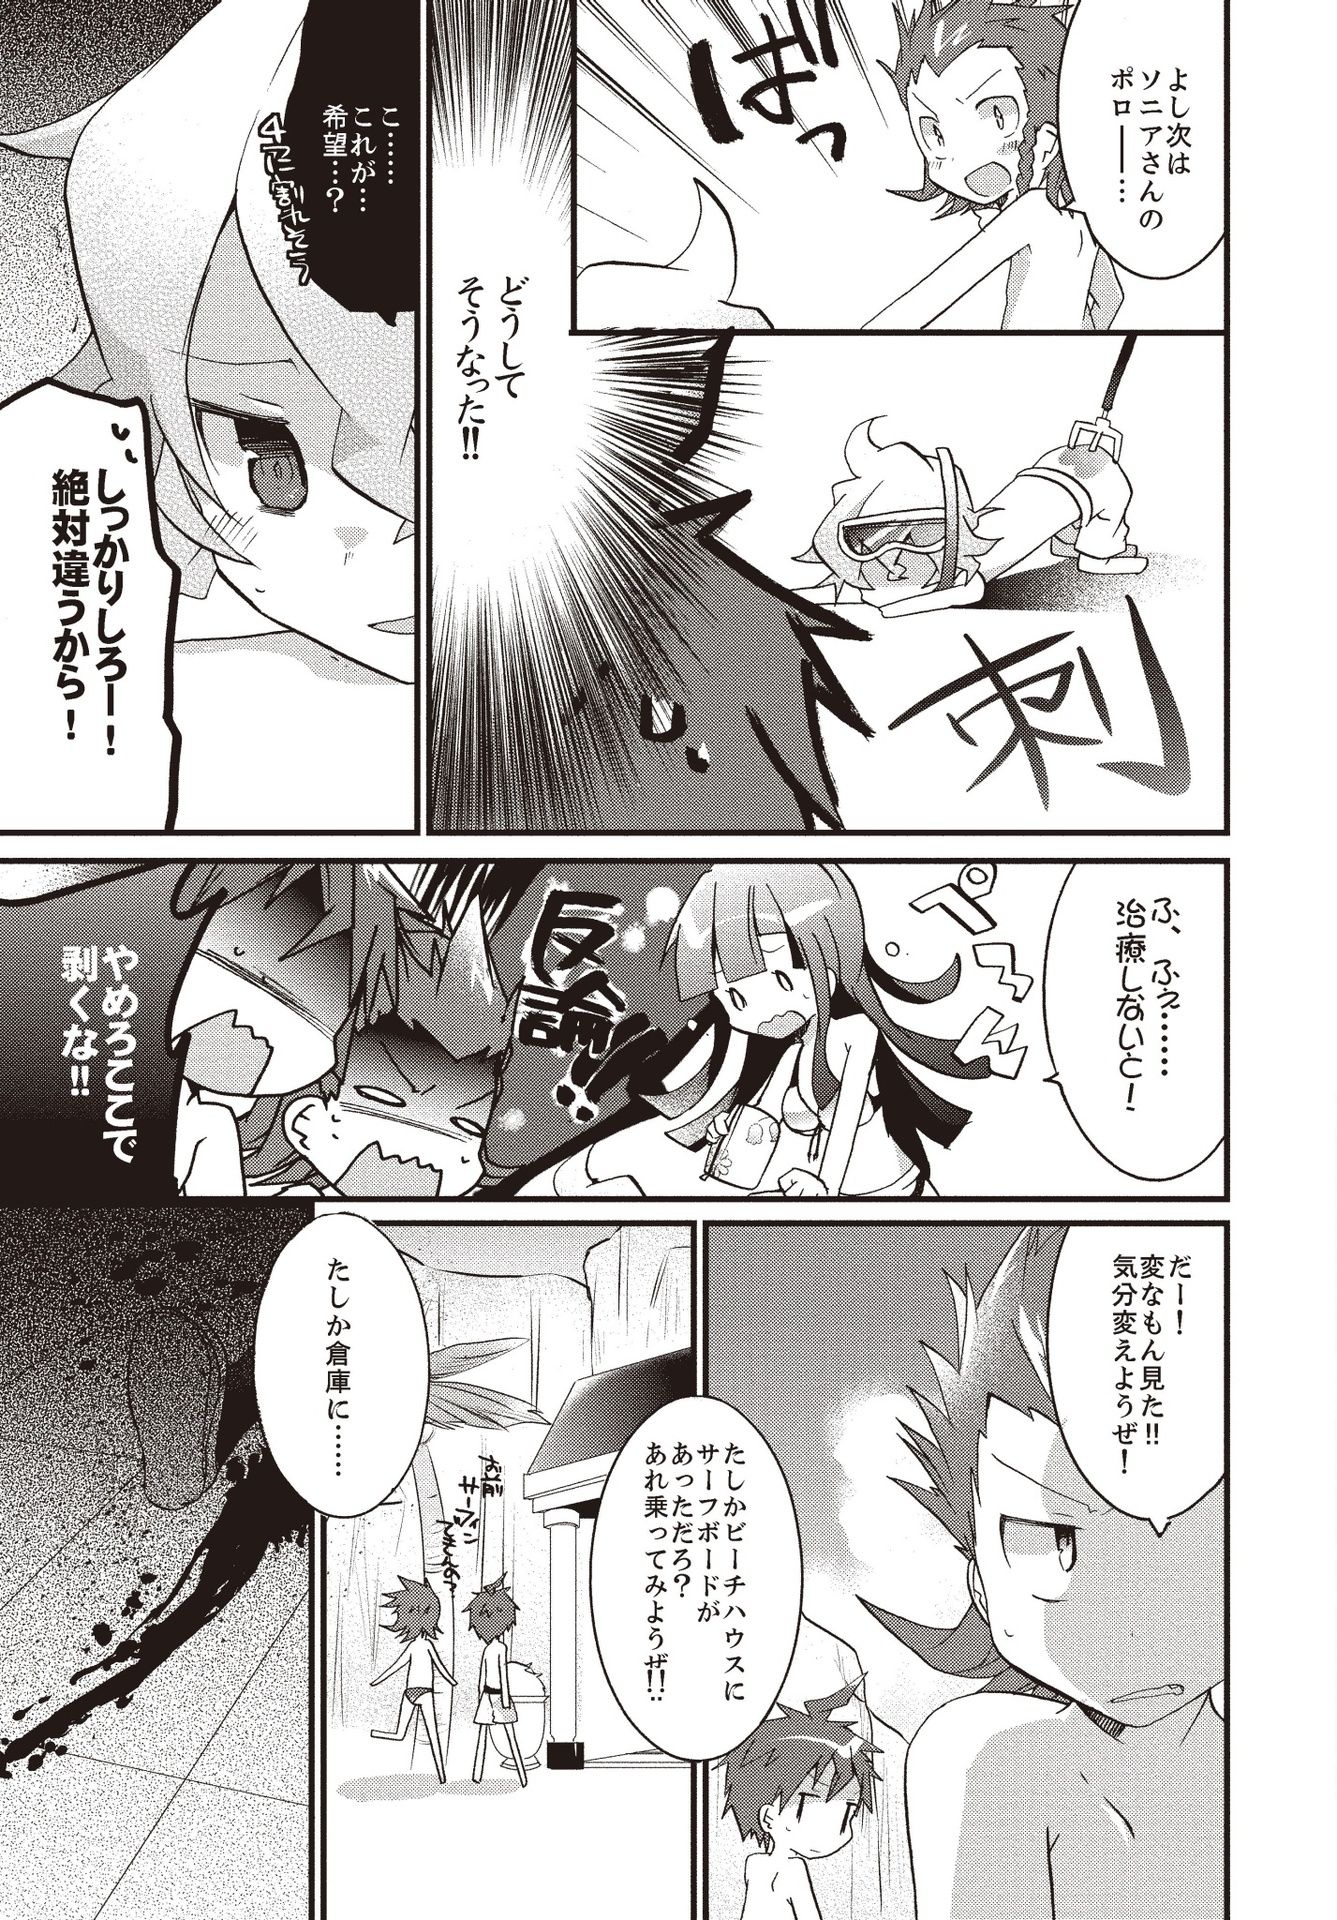 よし次は
ソニアさんの
ポロ——…
ばっ
刺
どうして
そうなった!!
こ……
これが…
希望…?
4つに割れそう
しっかりしろー!
絶対違うから!
ふ、ふえ……
治療しないと!
反論!!
やめろここで
剥くな!!
だー!
変なもん見た!!
気分変えようぜ!
たしかビーチハウスに
サーフボードが
あっただろ?
あれ乗ってみようぜ!!
お前
サーフィン
できんの?
たしか倉庫に……